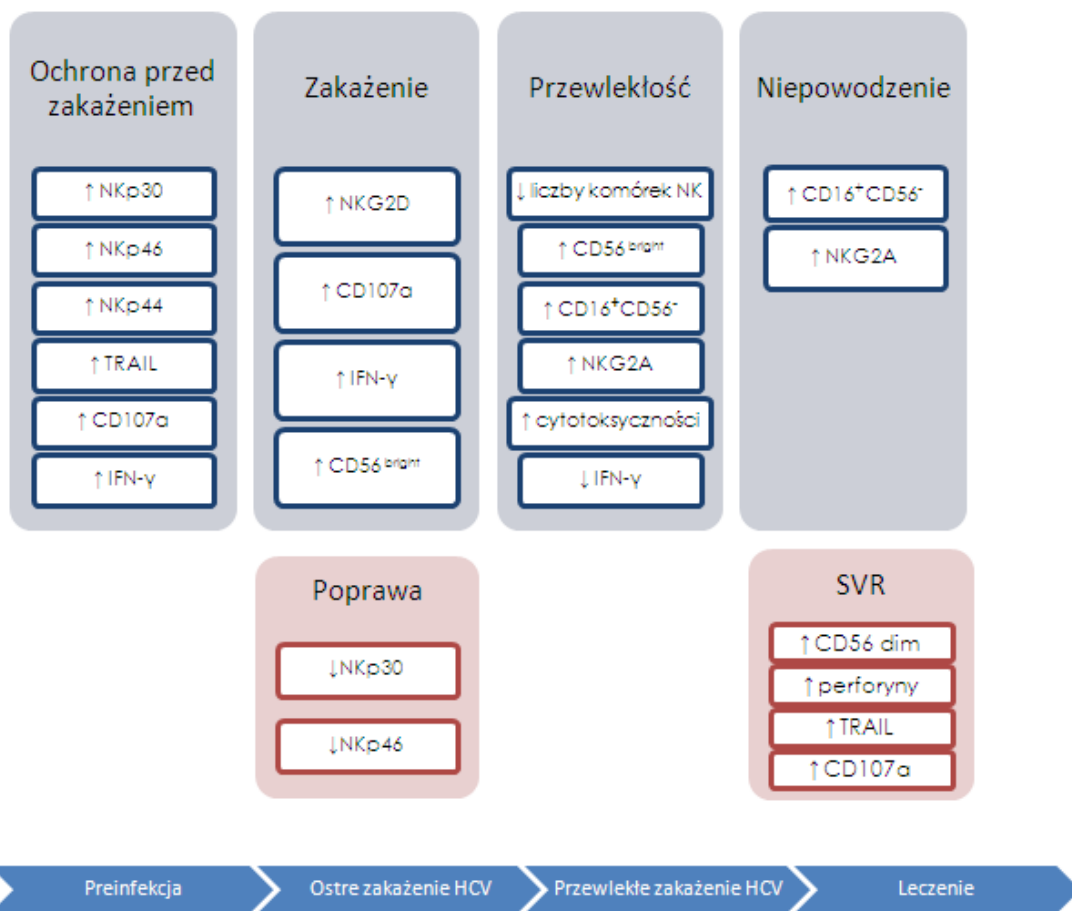 Ochrona przed
zakażeniem
↑ NKp30
↑ NKp46
↑ NKp44
↑ TRAIL
↑ CD107a
↑ IFN-γ
Zakażenie
↑ NKG2D
↑ CD107a
↑ IFN-γ
↑ CD56 bright
Przewlekłość
↓ liczby komórek NK
↑ CD56 bright
↑ CD16⁺CD56⁻
↑ NKG2A
↑ cytotoksyczności
↓ IFN-γ
Niepowodzenie
↑ CD16⁺CD56⁻
↑ NKG2A
Poprawa
↓NKp30
↓NKp46
SVR
↑ CD56 dim
↑ perforyny
↑ TRAIL
↑ CD107a
Preinfekcja
Ostre zakażenie HCV
Przewlekłe zakażenie HCV
Leczenie